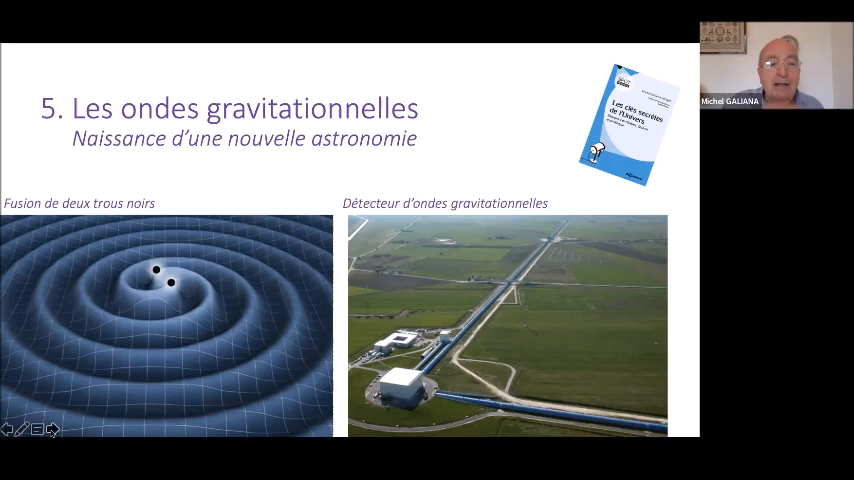 5. Les ondes gravitationnelles
Naissance d’une nouvelle astronomie
Les clés secrètes
de l'Univers
Michel GALIANA
Fusion de deux trous noirs
Détecteur d’ondes gravitationnelles